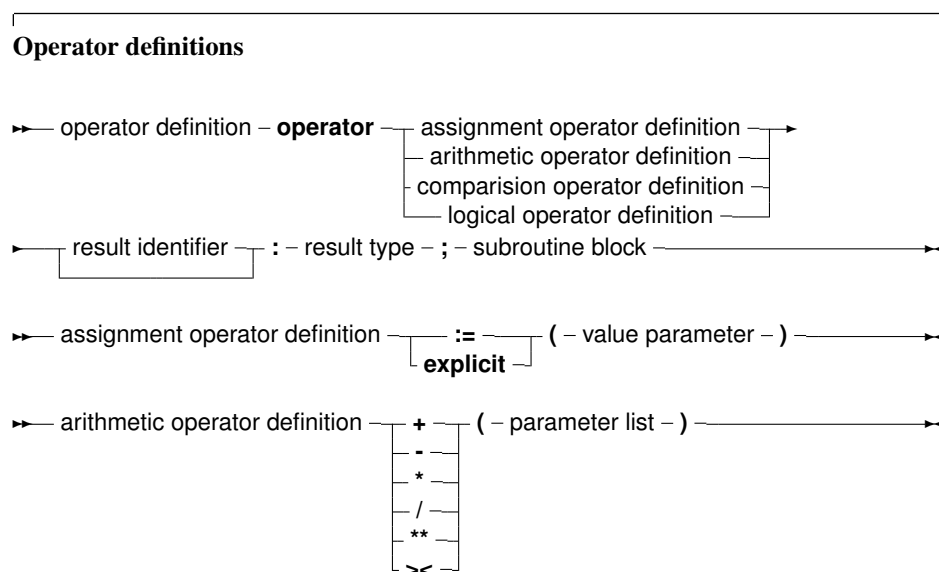 Operator definitions
operator definition operator assignment operator definition
arithmetic operator definition
comparision operator definition
logical operator definition
result identifier : result type ; subroutine block
assignment operator definition := ( value parameter )
explicit
arithmetic operator definition + ( parameter list )
-
*
/
**
><